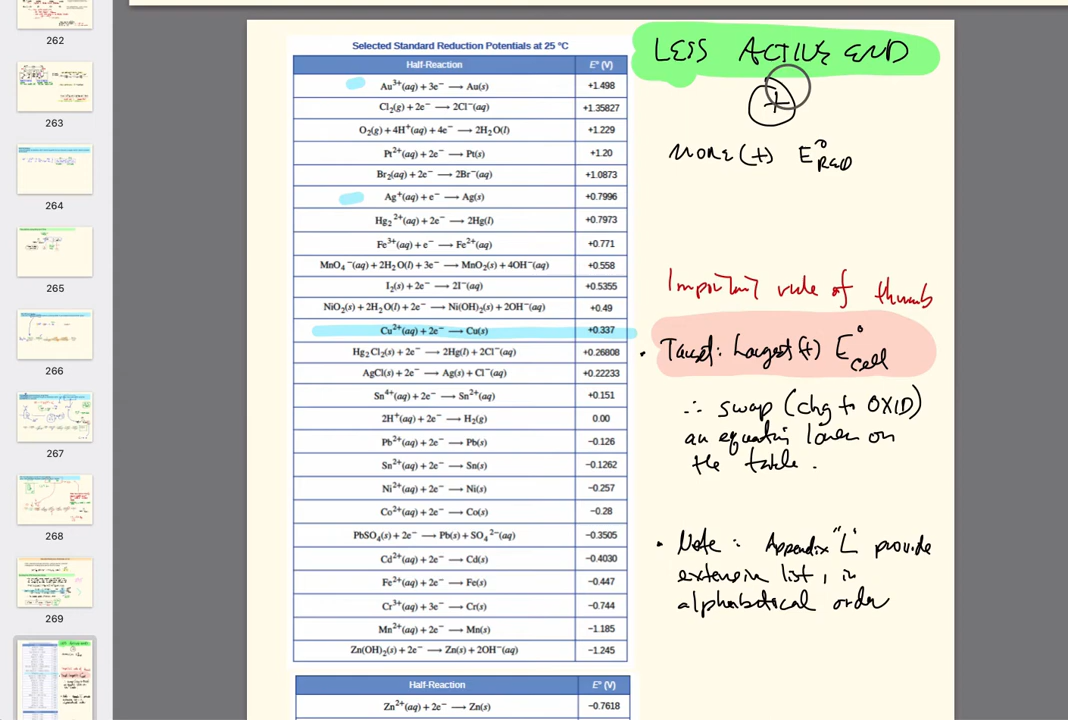 262
263
264
265
266
267
268
269
Selected Standard Reduction Potentials at 25 °C
Half-Reaction E° (V)
Au³⁺(aq) + 3e⁻ ⟶ Au(s) +1.498
Cl₂(g) + 2e⁻ ⟶ 2Cl⁻(aq) +1.35827
O₂(g) + 4H⁺(aq) + 4e⁻ ⟶ 2H₂O(l) +1.229
Pt²⁺(aq) + 2e⁻ ⟶ Pt(s) +1.20
Br₂(aq) + 2e⁻ ⟶ 2Br⁻(aq) +1.0873
Ag⁺(aq) + e⁻ ⟶ Ag(s) +0.7996
Hg₂²⁺(aq) + 2e⁻ ⟶ 2Hg(l) +0.7973
Fe³⁺(aq) + e⁻ ⟶ Fe²⁺(aq) +0.771
MnO₄⁻(aq) + 2H₂O(l) + 3e⁻ ⟶ MnO₂(s) + 4OH⁻(aq) +0.558
I₂(s) + 2e⁻ ⟶ 2I⁻(aq) +0.5355
NiO₂(s) + 2H₂O(l) + 2e⁻ ⟶ Ni(OH)₂(s) + 2OH⁻(aq) +0.49
Cu²⁺(aq) + 2e⁻ ⟶ Cu(s) +0.337
Hg₂Cl₂(s) + 2e⁻ ⟶ 2Hg(l) + 2Cl⁻(aq) +0.26808
AgCl(s) + 2e⁻ ⟶ Ag(s) + Cl⁻(aq) +0.22233
Sn⁴⁺(aq) + 2e⁻ ⟶ Sn²⁺(aq) +0.151
2H⁺(aq) + 2e⁻ ⟶ H₂(g) 0.00
Pb²⁺(aq) + 2e⁻ ⟶ Pb(s) −0.126
Sn²⁺(aq) + 2e⁻ ⟶ Sn(s) −0.1262
Ni²⁺(aq) + 2e⁻ ⟶ Ni(s) −0.257
Co²⁺(aq) + 2e⁻ ⟶ Co(s) −0.28
PbSO₄(s) + 2e⁻ ⟶ Pb(s) + SO₄²⁻(aq) −0.3505
Cd²⁺(aq) + 2e⁻ ⟶ Cd(s) −0.4030
Fe²⁺(aq) + 2e⁻ ⟶ Fe(s) −0.447
Cr³⁺(aq) + 3e⁻ ⟶ Cr(s) −0.744
Mn²⁺(aq) + 2e⁻ ⟶ Mn(s) −1.185
Zn(OH)₂(s) + 2e⁻ ⟶ Zn(s) + 2OH⁻(aq) −1.245
Half-Reaction E° (V)
Zn²⁺(aq) + 2e⁻ ⟶ Zn(s) −0.7618
LESS ACTIVE END
+
MORE (+) E°RED
Important rule of thumb
• Target: Largest (+) E°cell
∴ swap (chg to OXID)
an equation lower on
the table.
• Note: Appendix "L" provide
extensive list, in
alphabetical order